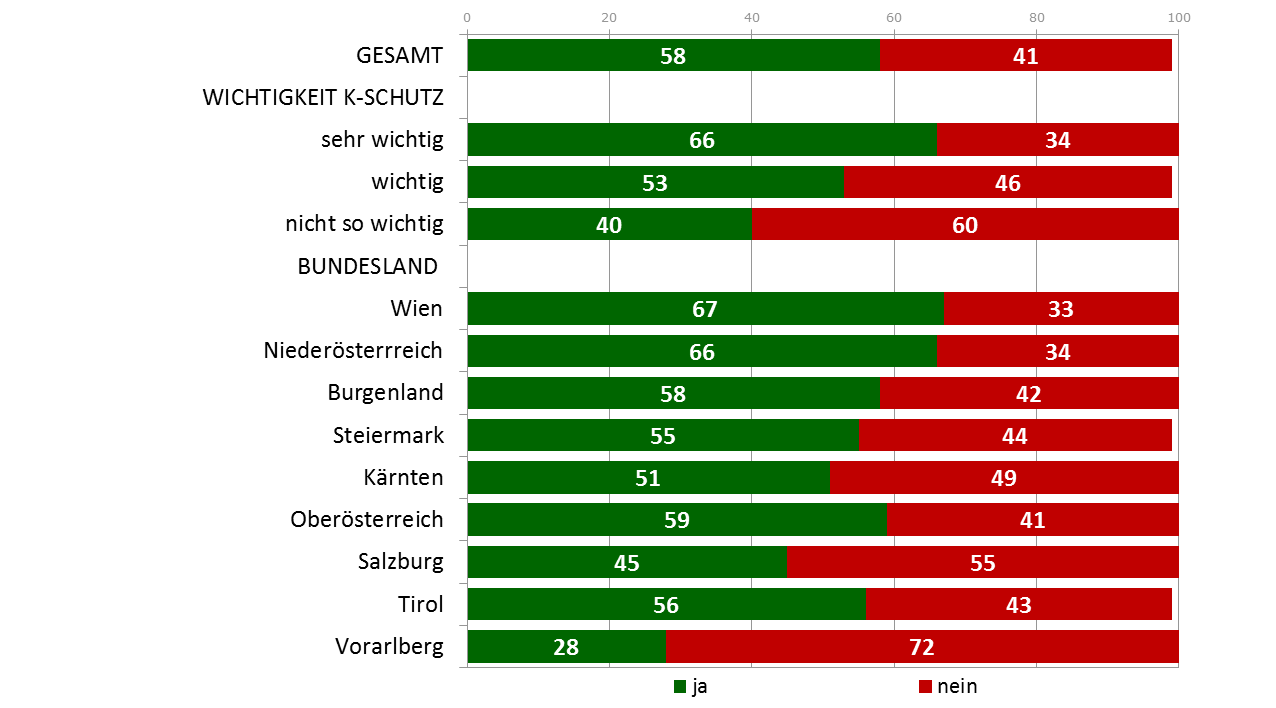 0 20 40 60 80 100
GESAMT 58 41
WICHTIGKEIT K-SCHUTZ
sehr wichtig 66 34
wichtig 53 46
nicht so wichtig 40 60
BUNDESLAND
Wien 67 33
Niederösterrreich 66 34
Burgenland 58 42
Steiermark 55 44
Kärnten 51 49
Oberösterreich 59 41
Salzburg 45 55
Tirol 56 43
Vorarlberg 28 72
ja nein